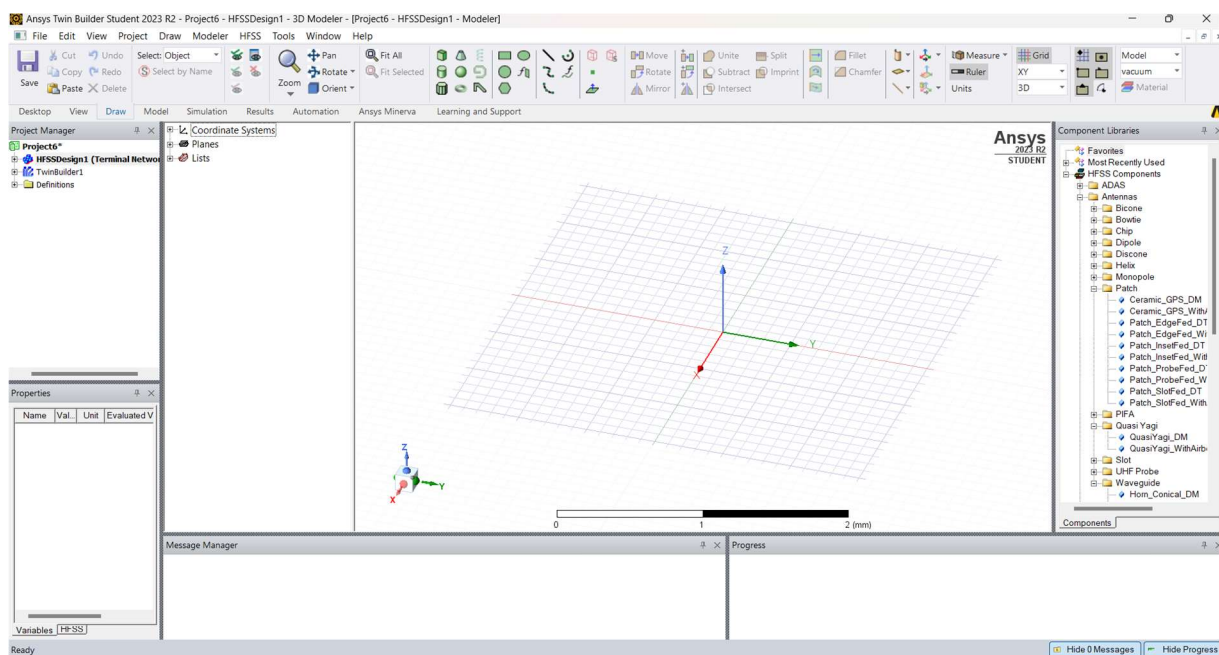 Ansys Twin Builder Student 2023 R2 - Project6 - HFSSDesign1 - 3D Modeler - [Project6 - HFSSDesign1 - Modeler]
File Edit View Project Draw Modeler HFSS Tools Window Help
Save
Cut Undo
Copy Redo
Paste Delete
Select: Object
Select by Name
Zoom
Pan
Rotate
Orient
Fit All
Fit Selected
Move
Rotate
Mirror
Unite Split
Subtract Imprint
Intersect
Fillet
Chamfer
Measure
Ruler
Units
Grid
XY
3D
Model
vacuum
Material
Desktop View Draw Model Simulation Results Automation Ansys Minerva Learning and Support
Project Manager
Project6*
HFSSDesign1 (Terminal Networ
TwinBuilder1
Definitions
Coordinate Systems
Planes
Lists
Ansys
2023 R2
STUDENT
Z
Y
X
Z
Y
X
0 1 2 (mm)
Component Libraries
Favorites
Most Recently Used
HFSS Components
ADAS
Antennas
Bicone
Bowtie
Chip
Dipole
Discone
Helix
Monopole
Patch
Ceramic_GPS_DM
Ceramic_GPS_WithA
Patch_EdgeFed_DT
Patch_EdgeFed_Wi
Patch_InsetFed_DT
Patch_InsetFed_With
Patch_ProbeFed_DT
Patch_ProbeFed_W
Patch_SlotFed_DT
Patch_SlotFed_With
PIFA
Quasi Yagi
QuasiYagi_DM
QuasiYagi_WithAirb
Slot
UHF Probe
Waveguide
Horn_Conical_DM
Components
Properties
Name Val... Unit Evaluated V
Variables HFSS
Message Manager
Progress
Ready
Hide 0 Messages Hide Progress